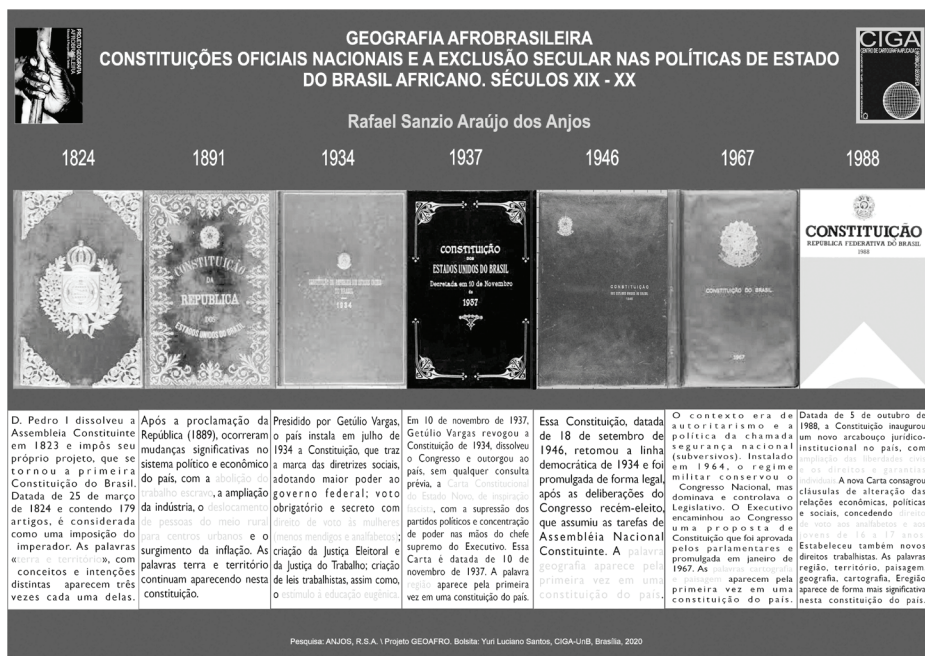 GEOGRAFIA AFROBRASILEIRA
CONSTITUIÇÕES OFICIAIS NACIONAIS E A EXCLUSÃO SECULAR NAS POLÍTICAS DE ESTADO
DO BRASIL AFRICANO. SÉCULOS XIX - XX
Rafael Sanzio Araújo dos Anjos
CIGA
CENTRO DE CARTOGRAFIA APLICADA
1824
1891
1934
1937
1946
1967
1988
CONSTITUIÇÃO
DA
REPUBLICA
DOS
ESTADOS UNIDOS DO BRAZIL
1934
CONSTITUIÇÃO
DOS
ESTADOS UNIDOS DO BRASIL
Decretada em 10 de Novembro
de
1937
CONSTITUIÇÃO
CONSTITUIÇÃO DO BRASIL
1967
CONSTITUIÇÃO
REPÚBLICA FEDERATIVA DO BRASIL
1988
D. Pedro I dissolveu a
Assembleia Constituinte
em 1823 e impôs seu
próprio projeto, que se
tornou a primeira
Constituição do Brasil.
Datada de 25 de março
de 1824 e contendo 179
artigos, é considerada
como uma imposição do
imperador. As palavras
«terra e território», com
conceitos e intenções
distintas aparecem três
vezes cada uma delas.
Após a proclamação da
República (1889), ocorreram
mudanças significativas no
sistema político e econômico
do país, com a abolição do
trabalho escravo, a ampliação
da indústria, o deslocamento
de pessoas do meio rural
para centros urbanos e o
surgimento da inflação. As
palavras terra e território
continuam aparecendo nesta
constituição.
Presidido por Getúlio Vargas,
o país instala em julho de
1934 a Constituição, que traz
a marca das diretrizes sociais,
adotando maior poder ao
governo federal; voto
obrigatório e secreto com
direito de voto às mulheres
(menos mendigos e analfabetos);
criação da Justiça Eleitoral e
da Justiça do Trabalho; criação
de leis trabalhistas, assim como,
o estímulo à educação eugênica.
Em 10 de novembro de 1937,
Getúlio Vargas revogou a
Constituição de 1934, dissolveu
o Congresso e outorgou ao
país, sem qualquer consulta
prévia, a Carta Constitucional
do Estado Novo, de inspiração
fascista, com a supressão dos
partidos políticos e concentração
de poder nas mãos do chefe
supremo do Executivo. Essa
Carta é datada de 10 de
novembro de 1937. A palavra
região aparece pela primeira
vez em uma constituição do país.
Essa Constituição, datada
de 18 de setembro de
1946, retomou a linha
democrática de 1934 e foi
promulgada de forma legal,
após as deliberações do
Congresso recém-eleito,
que assumiu as tarefas de
Assembléia Nacional
Constituinte. A palavra
geografia aparece pela
primeira vez em uma
constituição do país.
O contexto era de
autoritarismo e a
política da chamada
segurança nacional
(subversivos). Instalado
em 1964, o regime
militar conservou o
Congresso Nacional, mas
dominava e controlava o
Legislativo. O Executivo
encaminhou ao Congresso
uma proposta de
Constituição que foi aprovada
pelos parlamentares e
promulgada em janeiro de
1967. As palavras cartografia
e paisagem aparecem pela
primeira vez em uma
constituição do país.
Datada de 5 de outubro de
1988, a Constituição inaugurou
um novo arcabouço jurídico-
institucional no país, com
ampliação das liberdades civis
e os direitos e garantias
individuais. A nova Carta consagrou
cláusulas de alteração das
relações econômicas, políticas
e sociais, concedendo direito
de voto aos analfabetos e aos
jovens de 16 a 17 anos.
Estabeleceu também novos
direitos trabalhistas. As palavras
região, território, paisagem
geografia, cartografia, Eregião
aparece de forma mais significativa
nesta constituição do país.
Pesquisa: ANJOS, R.S.A. \ Projeto GEOAFRO. Bolsita: Yuri Luciano Santos, CIGA-UnB, Brasília, 2020